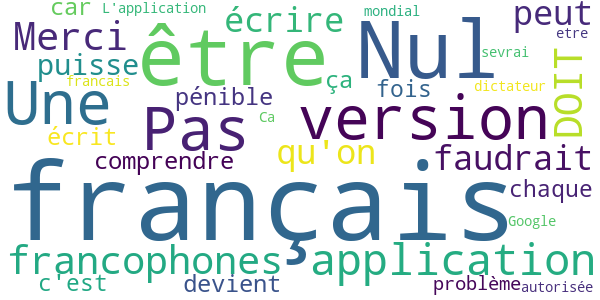 car L'application écrire mondial peut
Merci être Nul etre
puisse francais ça sevrai DOIT
Une pénible fois dictateur
écrit Pas Ca version
comprendre qu'on faudrait
français chaque
Google
francophones application
c'est devient problème autorisée